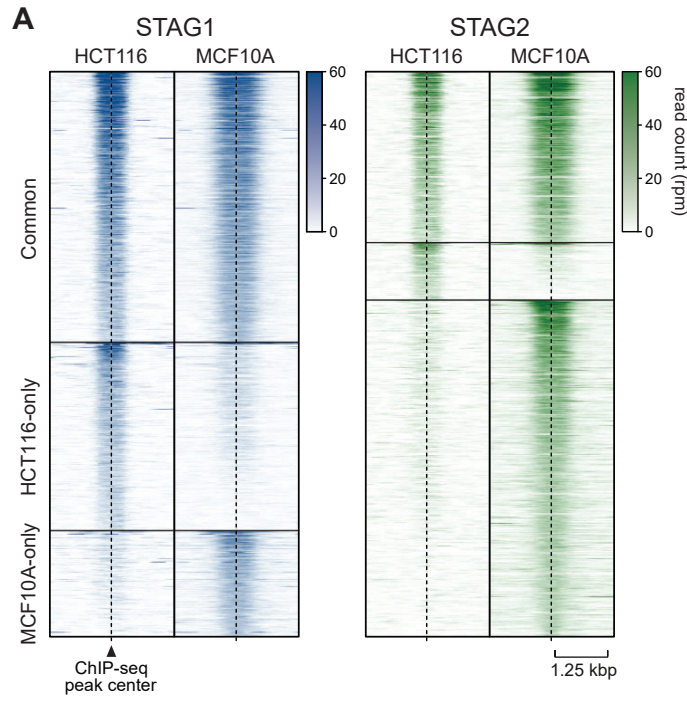 A
STAG1
STAG2
HCT116
MCF10A
HCT116
MCF10A
60
40
20
0
60
40
20
0
read count (rpm)
Common
HCT116-only
MCF10A-only
ChIP-seq
peak center
1.25 kbp